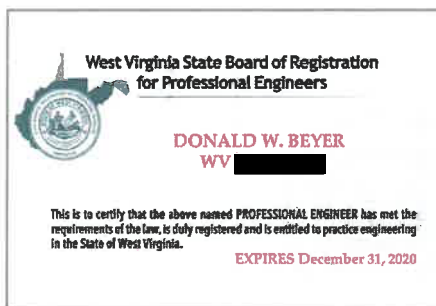 West Virginia State Board of Registration
for Professional Engineers
DONALD W. BEYER
WV
This is to certify that the above named PROFESSIONAL ENGINEER has met the
requirements of the law, is duly registered and is entitled to practice engineering
in the State of West Virginia.
EXPIRES December 31, 2020